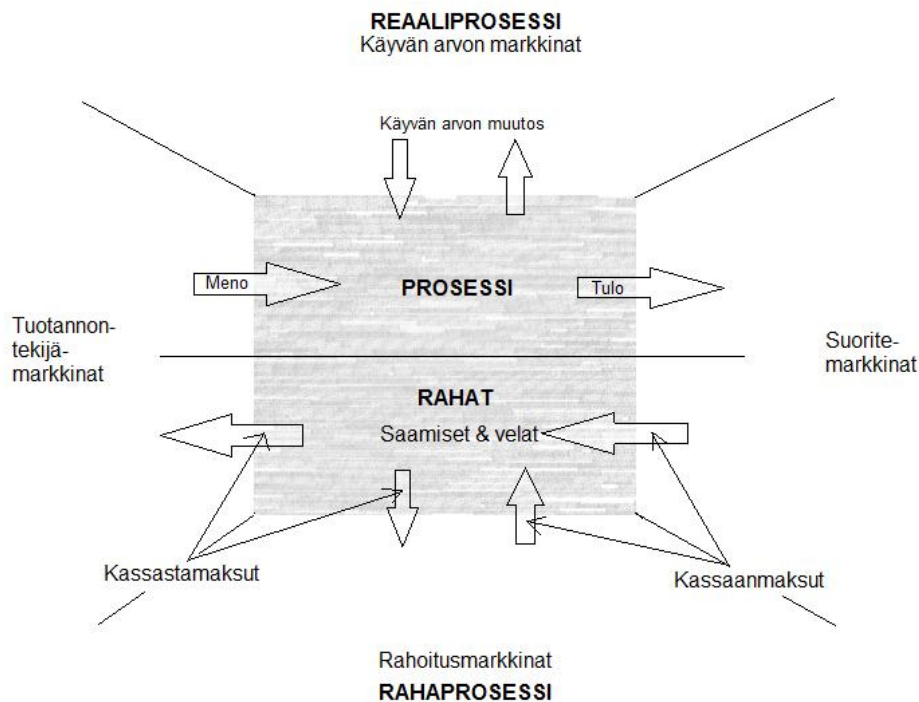 REAALIPROSESSI
Käyvän arvon markkinat
Käyvän arvon muutos
Meno
PROSESSI
Tulo
Tuotannon-
tekijä-
markkinat
Suorite-
markkinat
RAHAT
Saamiset & velat
Kassastamaksut
Kassaanmaksut
Rahoitusmarkkinat
RAHAPROSESSI